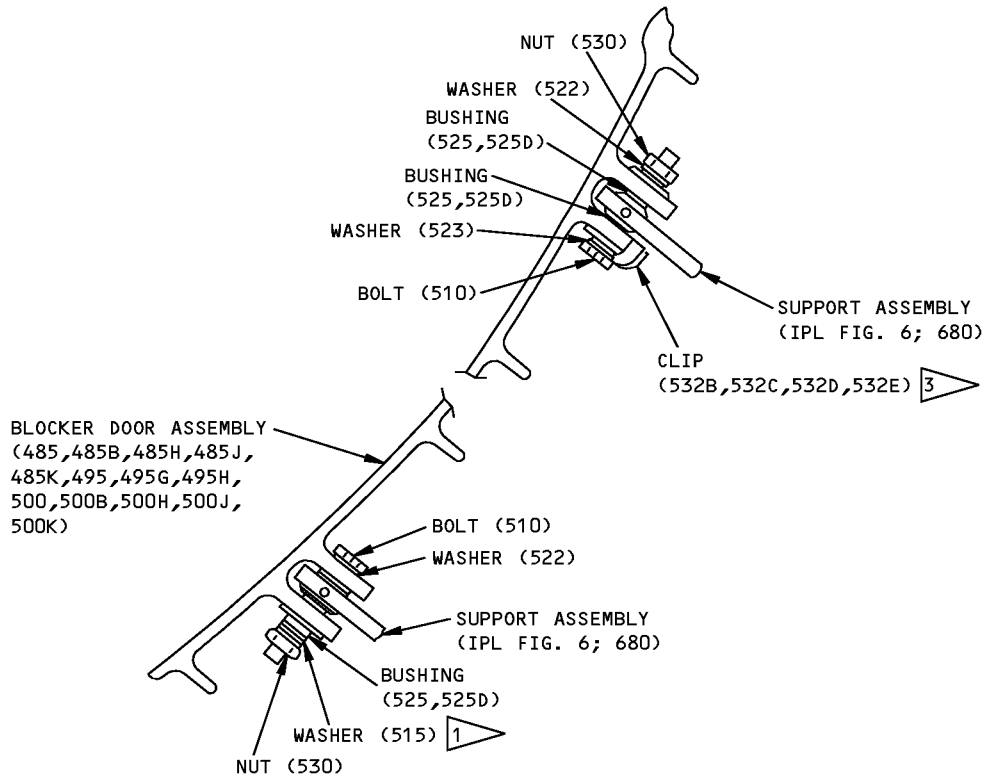 NUT (530)
WASHER (522)
BUSHING
(525,525D)
BUSHING
(525,525D)
WASHER (523)
BOLT (510)
SUPPORT ASSEMBLY
(IPL FIG. 6; 680)
CLIP
(532B,532C,532D,532E) 3
BLOCKER DOOR ASSEMBLY
(485,485B,485H,485J,
485K,495,495G,495H,
500,500B,500H,500J,
500K)
BOLT (510)
WASHER (522)
SUPPORT ASSEMBLY
(IPL FIG. 6; 680)
BUSHING
(525,525D)
WASHER (515) 1
NUT (530)